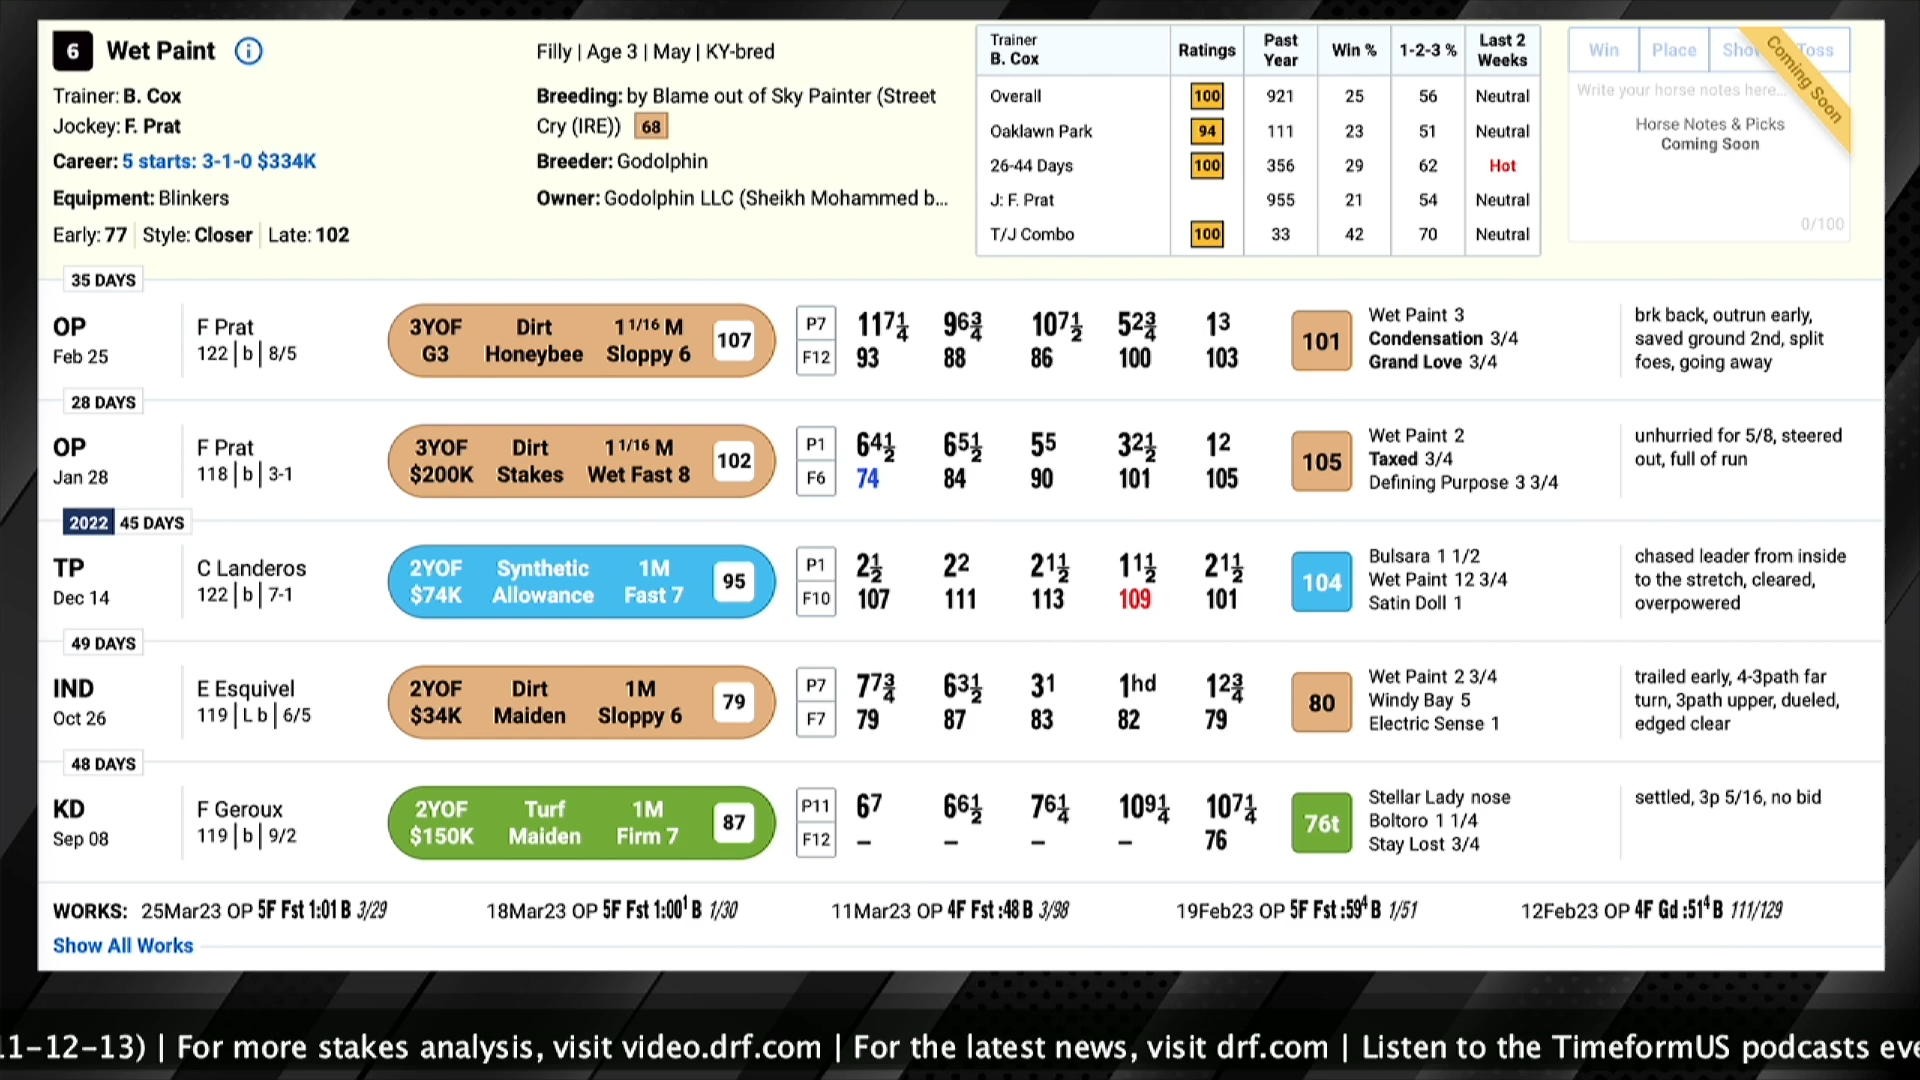 6 Wet Paint i
Filly | Age 3 | May | KY-bred
Trainer: B. Cox
Jockey: F. Prat
Career: 5 starts: 3-1-0 $334K
Equipment: Blinkers
Early: 77 | Style: Closer | Late: 102
Breeding: by Blame out of Sky Painter (Street
Cry (IRE)) 68
Breeder: Godolphin
Owner: Godolphin LLC (Sheikh Mohammed b...
Trainer
B. Cox
Ratings
Past
Year
Win %
1-2-3 %
Last 2
Weeks
Overall 100 921 25 56 Neutral
Oaklawn Park 94 111 23 51 Neutral
26-44 Days 100 356 29 62 Hot
J: F. Prat 955 21 54 Neutral
T/J Combo 100 33 42 70 Neutral
Win Place Sho Toss
Coming Soon
Write your horse notes here...
Horse Notes & Picks
Coming Soon
0/100
35 DAYS
OP
Feb 25
F Prat
122 | b | 8/5
3YOF Dirt 1 1/16 M
G3 Honeybee Sloppy 6
107
P7 11 7 1/4 9 6 3/4 10 7 1/2 5 2 3/4 1 3
F12 93 88 86 100 103
101
Wet Paint 3
Condensation 3/4
Grand Love 3/4
brk back, outrun early,
saved ground 2nd, split
foes, going away
28 DAYS
OP
Jan 28
F Prat
118 | b | 3-1
3YOF Dirt 1 1/16 M
$200K Stakes Wet Fast 8
102
P1 6 4 1/2 6 5 1/2 5 5 3 2 1/2 1 2
F6 74 84 90 101 105
105
Wet Paint 2
Taxed 3/4
Defining Purpose 3 3/4
unhurried for 5/8, steered
out, full of run
2022 45 DAYS
TP
Dec 14
C Landeros
122 | b | 7-1
2YOF Synthetic 1M
$74K Allowance Fast 7
95
P1 2 1/2 2 2 2 1 1/2 1 1 1/2 2 1 1/2
F10 107 111 113 109 101
104
Bulsara 1 1/2
Wet Paint 12 3/4
Satin Doll 1
chased leader from inside
to the stretch, cleared,
overpowered
49 DAYS
IND
Oct 26
E Esquivel
119 | L b | 6/5
2YOF Dirt 1M
$34K Maiden Sloppy 6
79
P7 7 7 3/4 6 3 1/2 3 1 1 hd 1 2 3/4
F7 79 87 83 82 79
80
Wet Paint 2 3/4
Windy Bay 5
Electric Sense 1
trailed early, 4-3path far
turn, 3path upper, dueled,
edged clear
48 DAYS
KD
Sep 08
F Geroux
119 | b | 9/2
2YOF Turf 1M
$150K Maiden Firm 7
87
P11 6 7 6 6 1/2 7 6 1/4 10 9 1/4 10 7 1/4
F12 – – – – 76
76t
Stellar Lady nose
Boltoro 1 1/4
Stay Lost 3/4
settled, 3p 5/16, no bid
WORKS: 25Mar23 OP 5F Fst 1:01 B 3/29 18Mar23 OP 5F Fst 1:00¹ B 1/30 11Mar23 OP 4F Fst :48 B 3/98 19Feb23 OP 5F Fst :59⁴ B 1/51 12Feb23 OP 4F Gd :51⁴ B 111/129
Show All Works
11-12-13) | For more stakes analysis, visit video.drf.com | For the latest news, visit drf.com | Listen to the TimeformUS podcasts eve